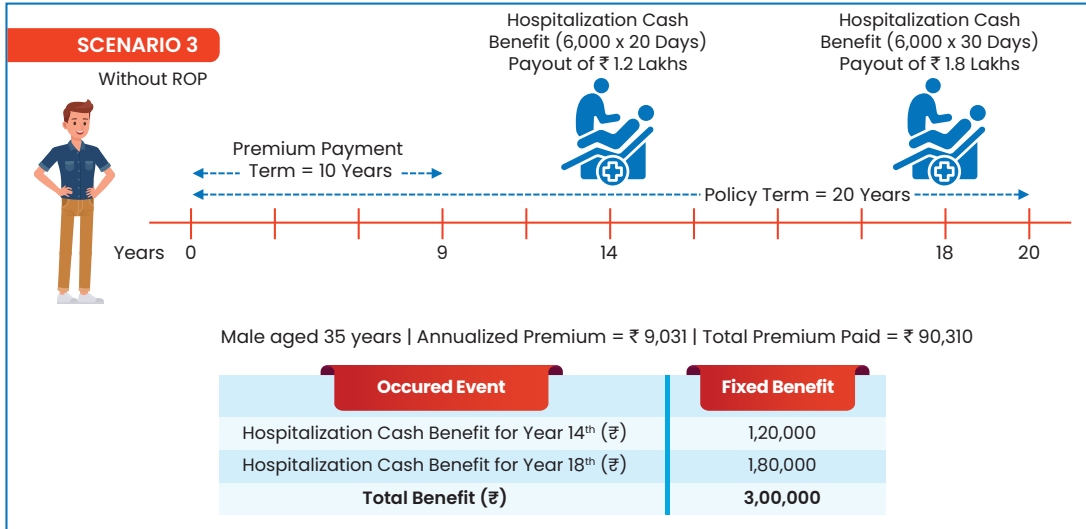 SCENARIO 3
Without ROP
Hospitalization Cash
Benefit (6,000 x 20 Days)
Payout of ₹ 1.2 Lakhs
Hospitalization Cash
Benefit (6,000 x 30 Days)
Payout of ₹ 1.8 Lakhs
Premium Payment
Term = 10 Years
Policy Term = 20 Years
Years 0 9 14 18 20
Male aged 35 years | Annualized Premium = ₹ 9,031 | Total Premium Paid = ₹ 90,310
Occured Event Fixed Benefit
Hospitalization Cash Benefit for Year 14th (₹) 1,20,000
Hospitalization Cash Benefit for Year 18th (₹) 1,80,000
Total Benefit (₹) 3,00,000